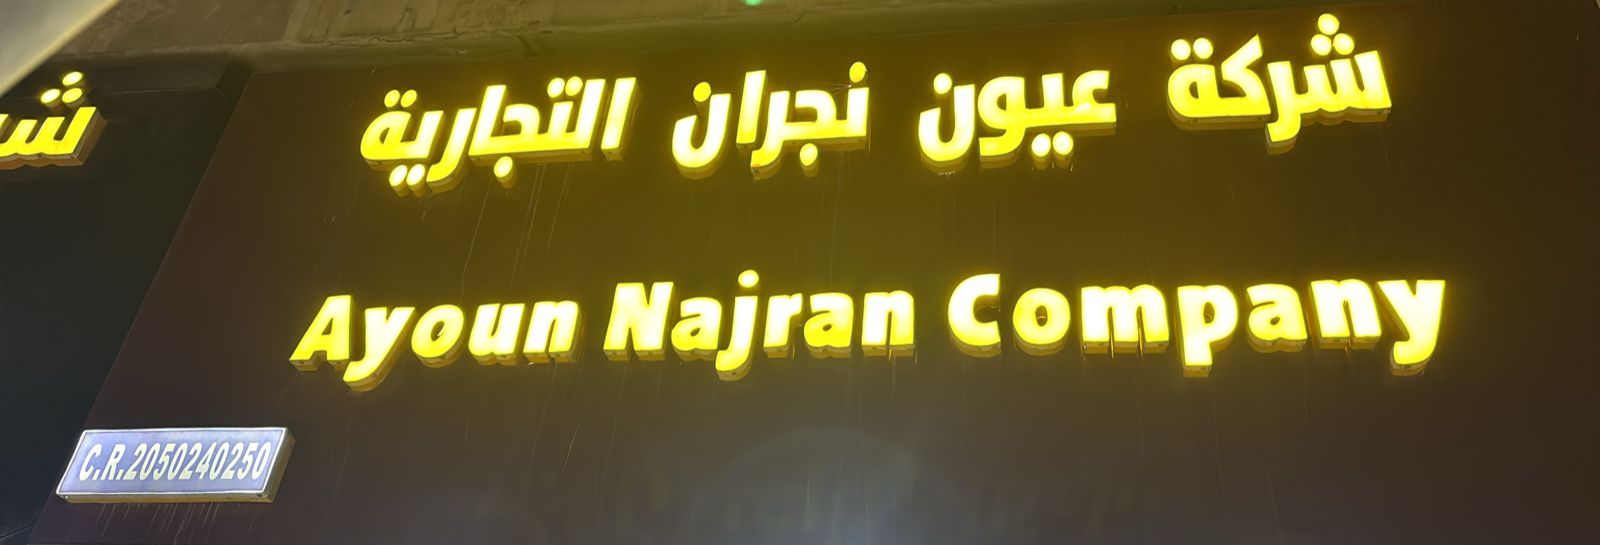 شركة عيون نجران التجارية
Ayoun Najran Company
C.R.2050240250